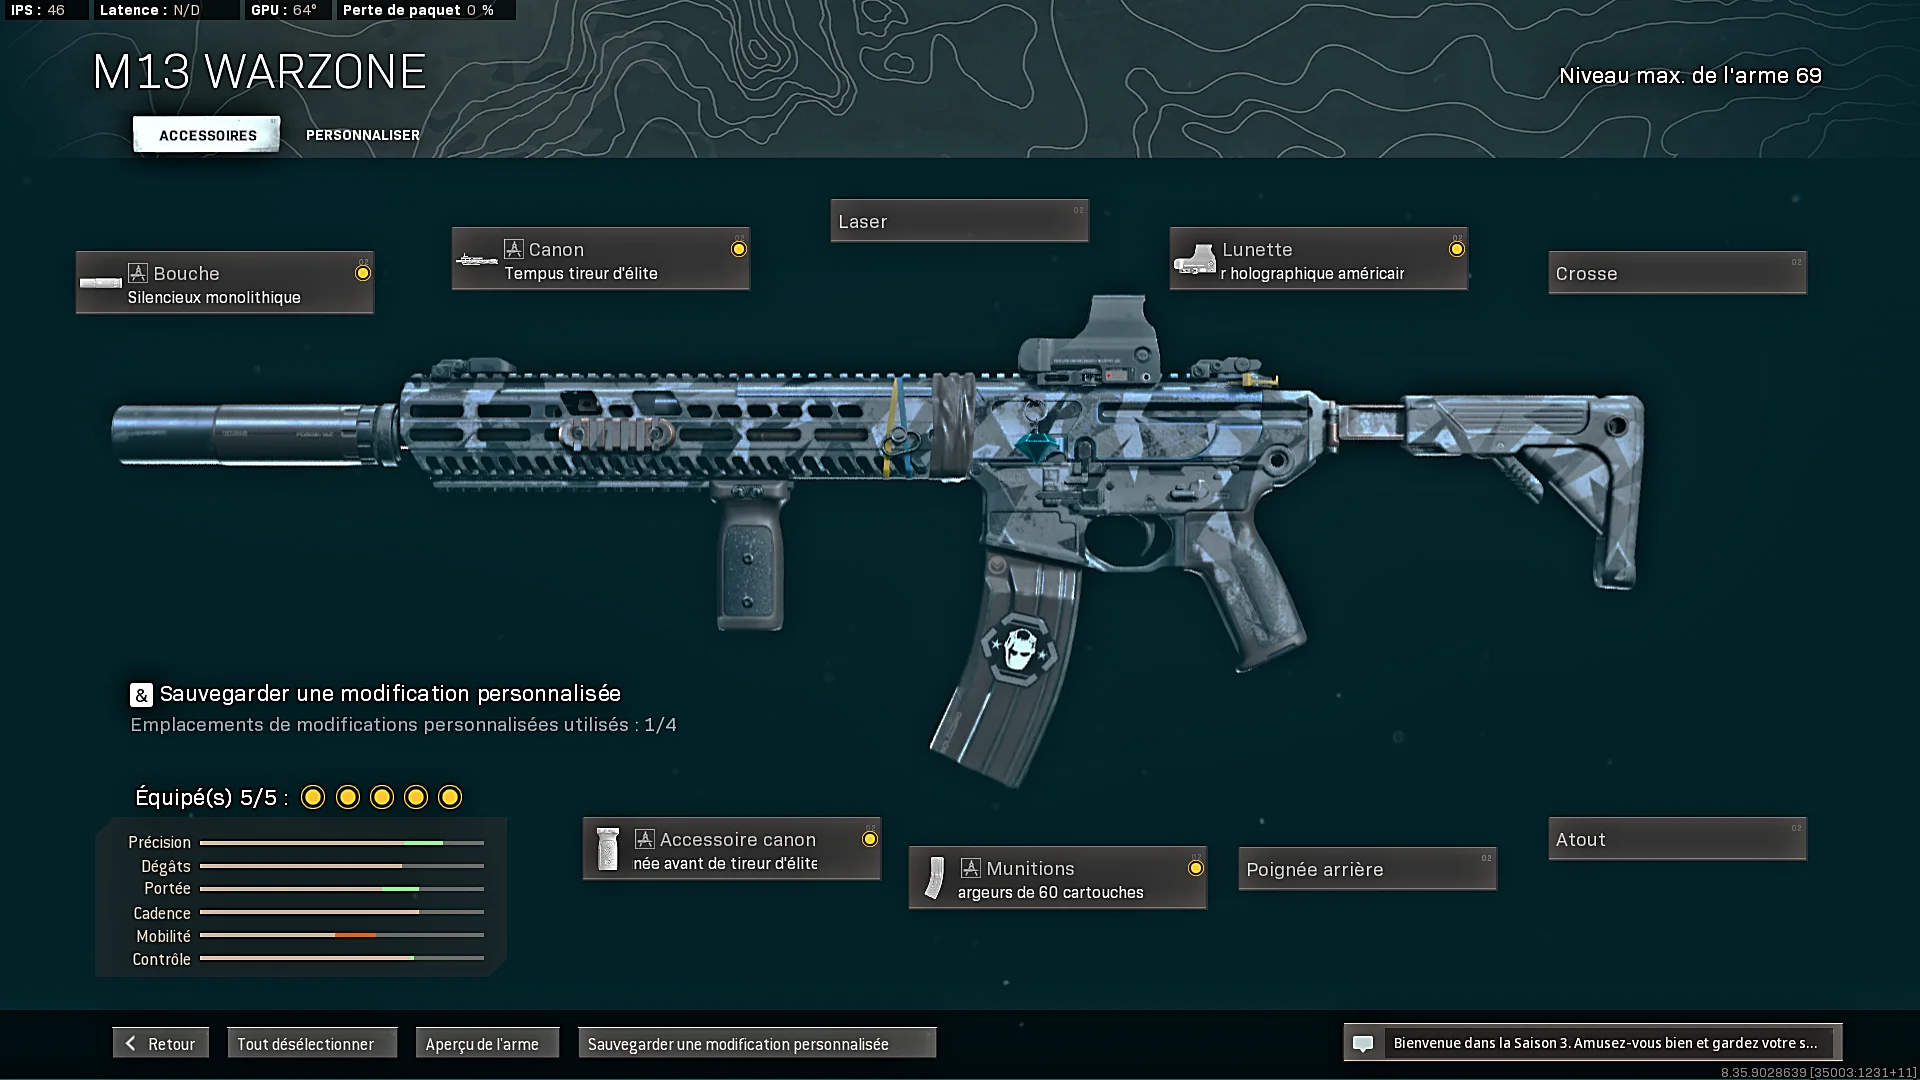 IPS : 46 Latence : N/D GPU : 64° Perte de paquet 0 %
M13 WARZONE
Niveau max. de l'arme 69
ACCESSOIRES PERSONNALISER
Laser
Canon
Tempus tireur d'élite
Lunette
r holographique américair
Bouche
Silencieux monolithique
Crosse
& Sauvegarder une modification personnalisée
Emplacements de modifications personnalisées utilisés : 1/4
Équipé(s) 5/5 :
Précision
Dégâts
Portée
Cadence
Mobilité
Contrôle
Accessoire canon
née avant de tireur d'élite
Munitions
argeurs de 60 cartouches
Poignée arrière
Atout
Retour
Tout désélectionner
Aperçu de l'arme
Sauvegarder une modification personnalisée
Bienvenue dans la Saison 3. Amusez-vous bien et gardez votre s...
8.35.9028639 [35003:1231+11]